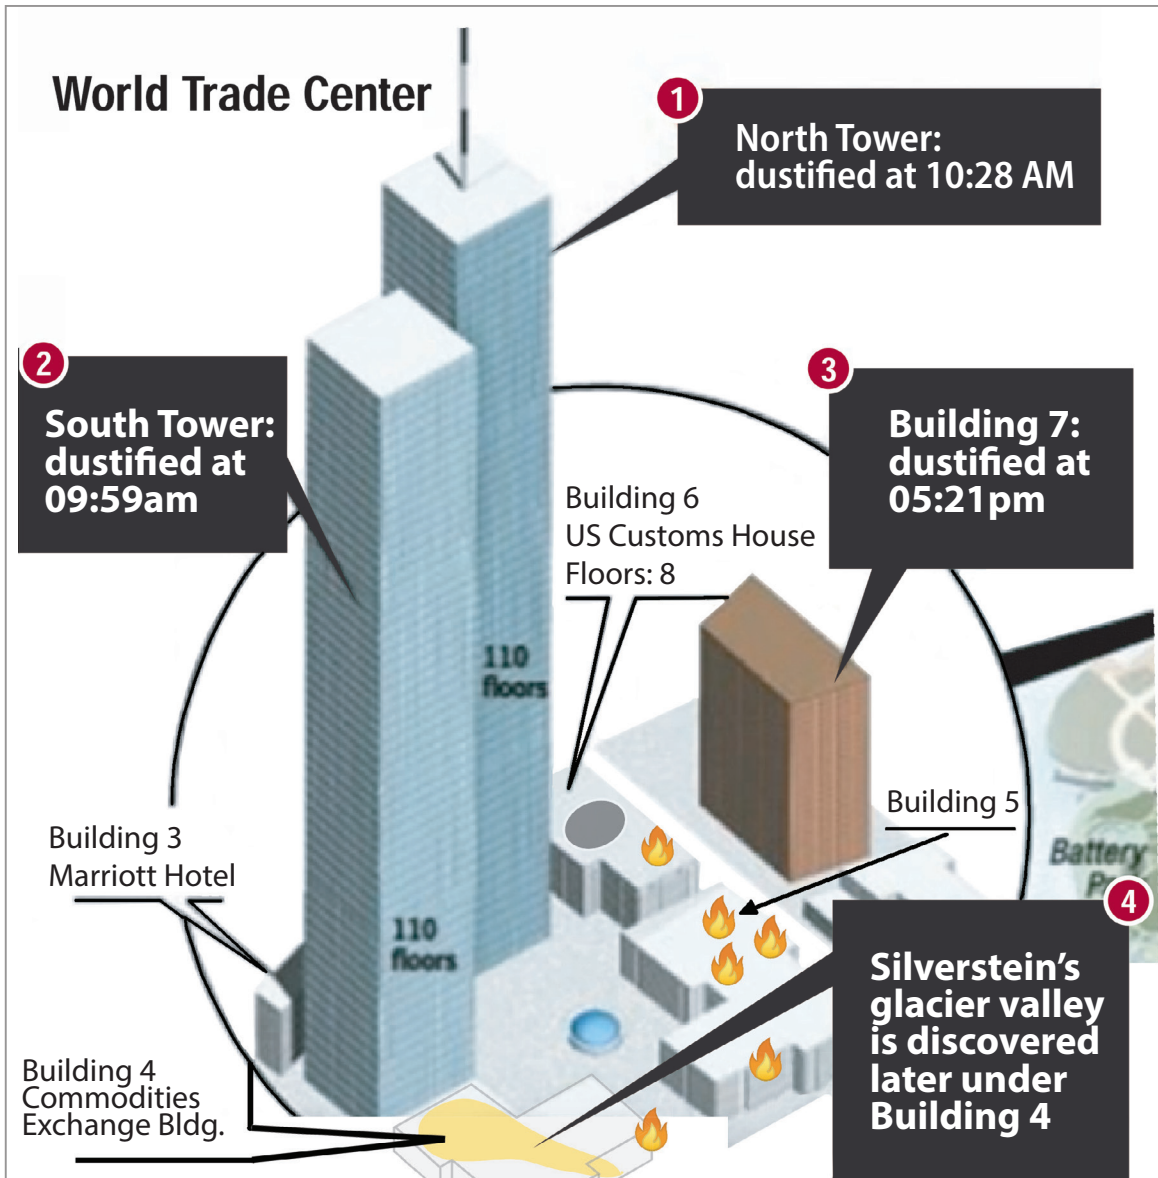 World Trade Center
1
North Tower:
dustified at 10:28 AM
2
South Tower:
dustified at
09:59am
3
Building 7:
dustified at
05:21pm
Building 6
US Customs House
Floors: 8
110
floors
Building 5
Building 3
Marriott Hotel
Battery
110
floors
4
Silverstein’s
glacier valley
is discovered
later under
Building 4
Building 4
Commodities
Exchange Bldg.